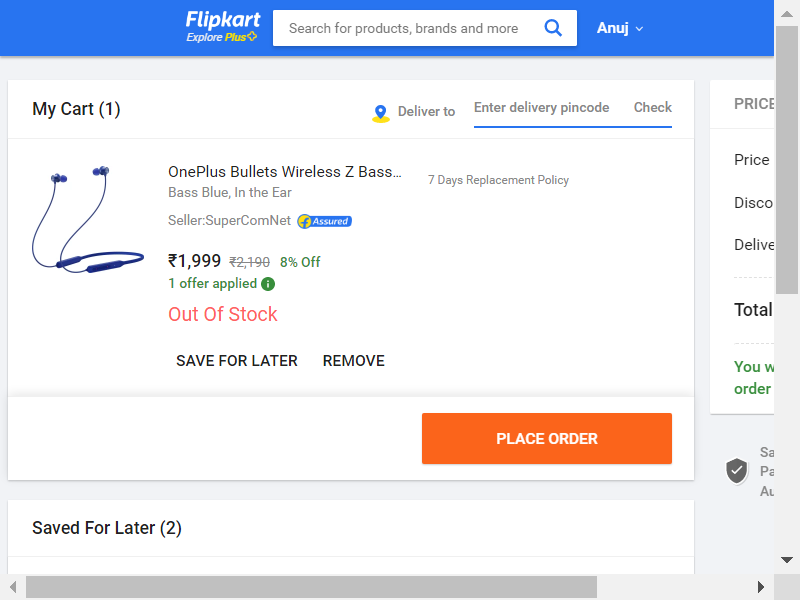 Flipkart
Explore Plus
Search for products, brands and more
Anuj
My Cart (1)
Deliver to
Enter delivery pincode
Check
OnePlus Bullets Wireless Z Bass...
Bass Blue, In the Ear
7 Days Replacement Policy
Seller:SuperComNet
Assured
₹1,999 ₹2,190 8% Off
1 offer applied
Out Of Stock
SAVE FOR LATER REMOVE
PLACE ORDER
Saved For Later (2)
PRICE
Price
Disco
Delive
Total
You w
order
Sa
Pa
Au